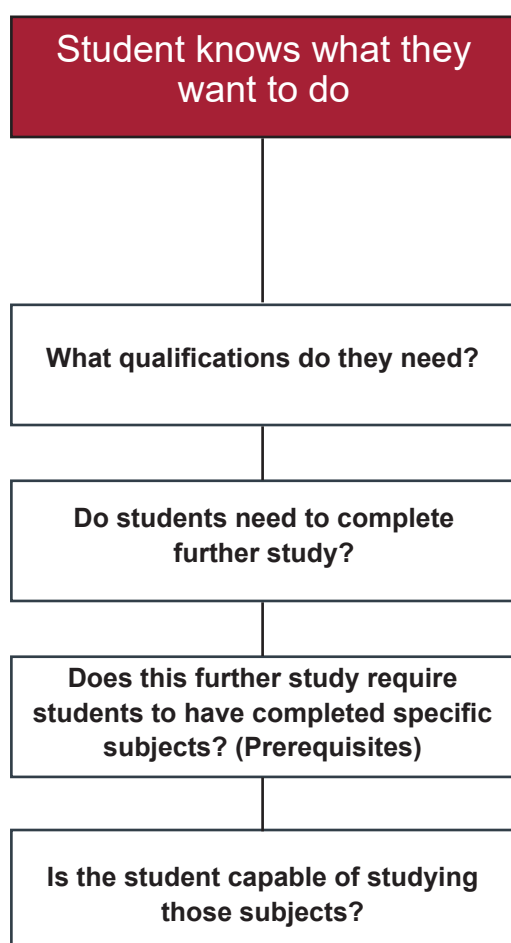 Student knows what they
want to do
What qualifications do they need?
Do students need to complete
further study?
Does this further study require
students to have completed specific
subjects? (Prerequisites)
Is the student capable of studying
those subjects?